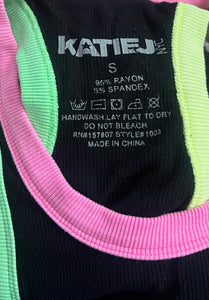 KATIEJ NYC
S
95% RAYON
5% SPANDEX
HANDWASH,LAY FLAT TO DRY
DO NOT BLEACH
RN#157807 STYLE#1003
MADE IN CHINA